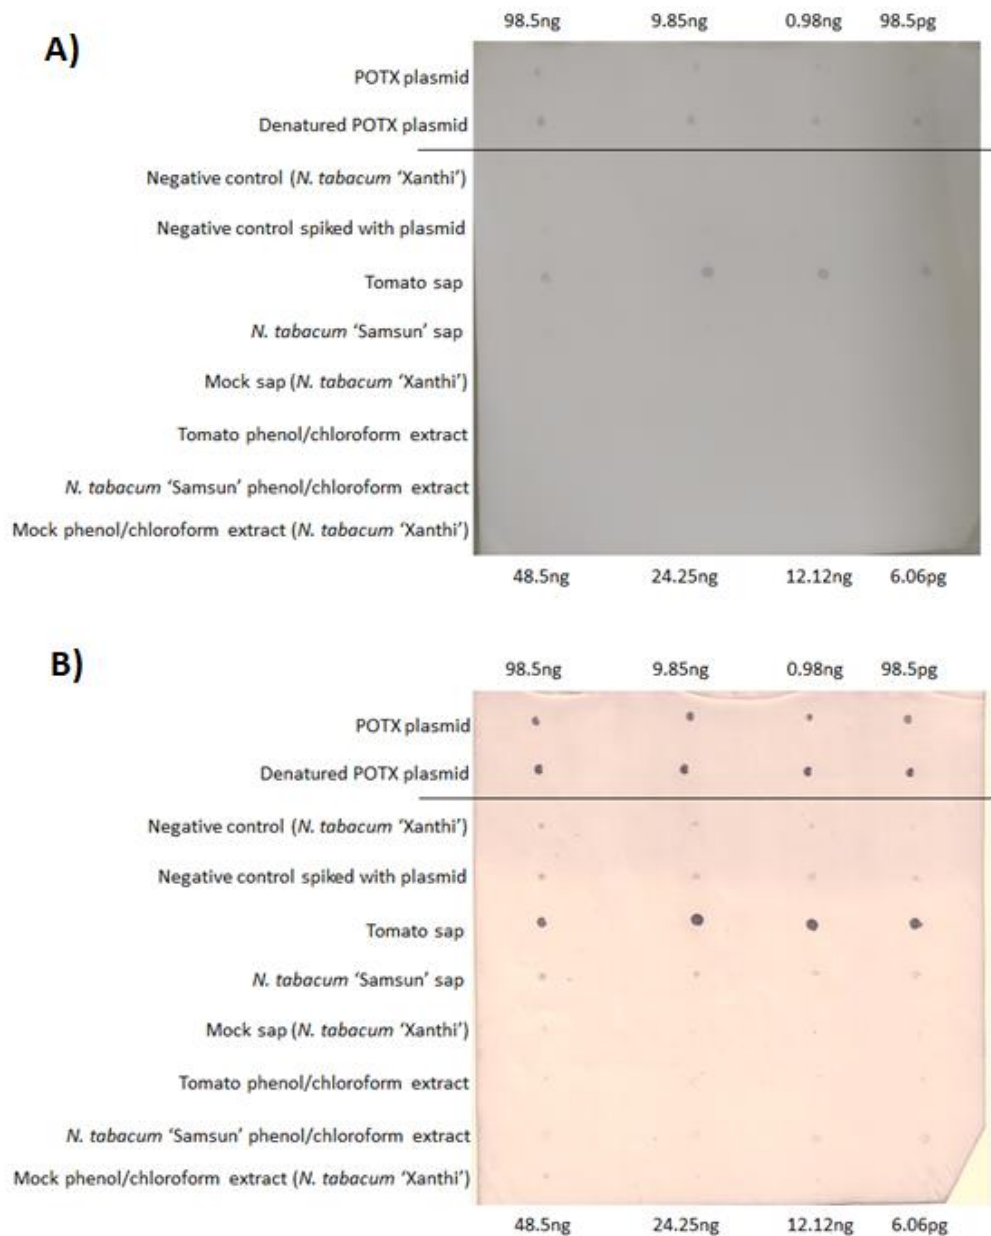 A)
98.5ng 9.85ng 0.98ng 98.5pg
POTX plasmid
Denatured POTX plasmid
Negative control (N. tabacum ‘Xanthi’)
Negative control spiked with plasmid
Tomato sap
N. tabacum ‘Samsun’ sap
Mock sap (N. tabacum ‘Xanthi’)
Tomato phenol/chloroform extract
N. tabacum ‘Samsun’ phenol/chloroform extract
Mock phenol/chloroform extract (N. tabacum ‘Xanthi’)
48.5ng 24.25ng 12.12ng 6.06pg
B)
98.5ng 9.85ng 0.98ng 98.5pg
POTX plasmid
Denatured POTX plasmid
Negative control (N. tabacum ‘Xanthi’)
Negative control spiked with plasmid
Tomato sap
N. tabacum ‘Samsun’ sap
Mock sap (N. tabacum ‘Xanthi’)
Tomato phenol/chloroform extract
N. tabacum ‘Samsun’ phenol/chloroform extract
Mock phenol/chloroform extract (N. tabacum ‘Xanthi’)
48.5ng 24.25ng 12.12ng 6.06pg